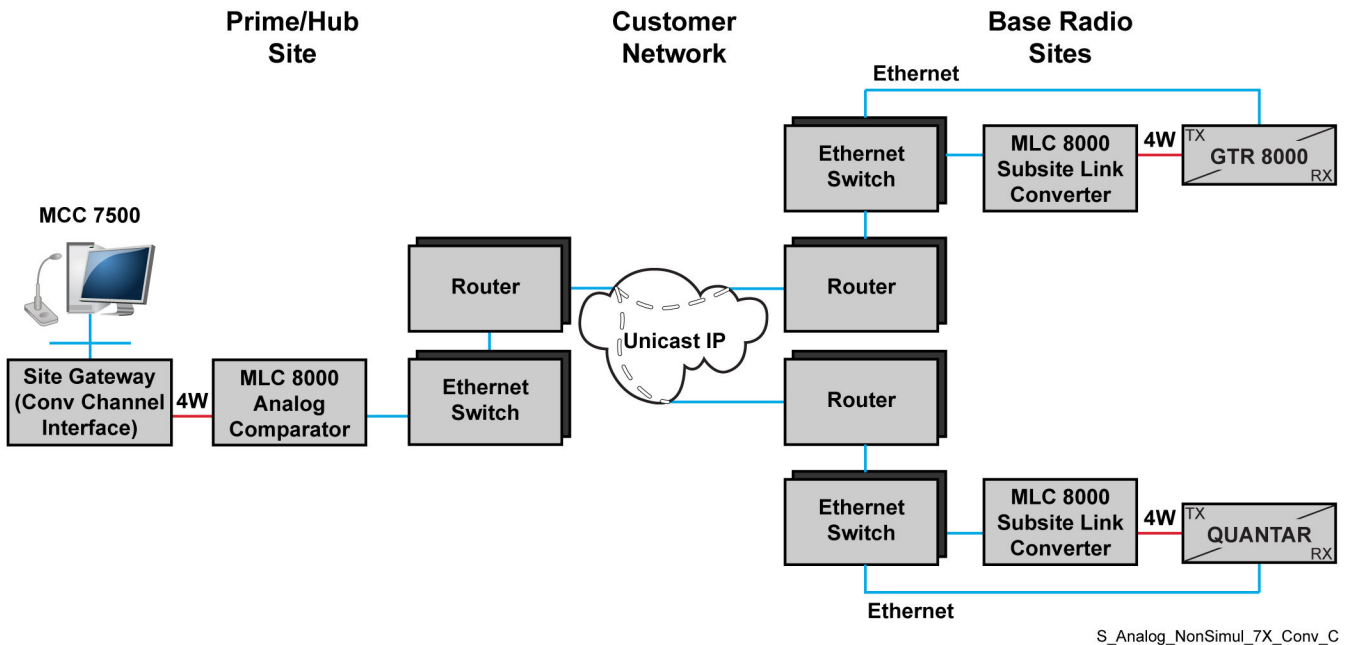 Prime/Hub
Site
Customer
Network
Base Radio
Sites
Ethernet
Ethernet
Switch
MLC 8000
Subsite Link
Converter
4W
TX
GTR 8000
RX
MCC 7500
Router
Router
Unicast IP
Site Gateway
(Conv Channel
Interface)
4W
MLC 8000
Analog
Comparator
Ethernet
Switch
Router
Ethernet
Switch
MLC 8000
Subsite Link
Converter
4W
TX
QUANTAR
RX
Ethernet
S_Analog_NonSimul_7X_Conv_C